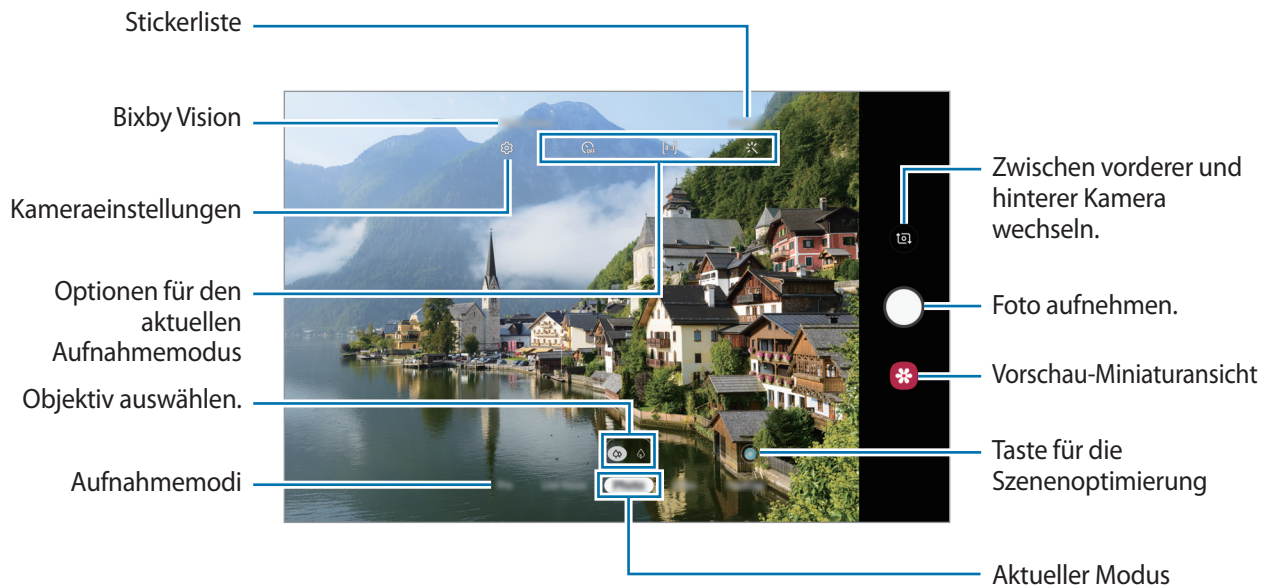 Stickerliste
Bixby Vision
Kameraeinstellungen
Optionen für den
aktuellen
Aufnahmemodus
Objektiv auswählen.
Aufnahmemodi
OFF
Zwischen vorderer und
hinterer Kamera
wechseln.
Foto aufnehmen.
Vorschau-Miniaturansicht
Taste für die
Szenenoptimierung
Aktueller Modus